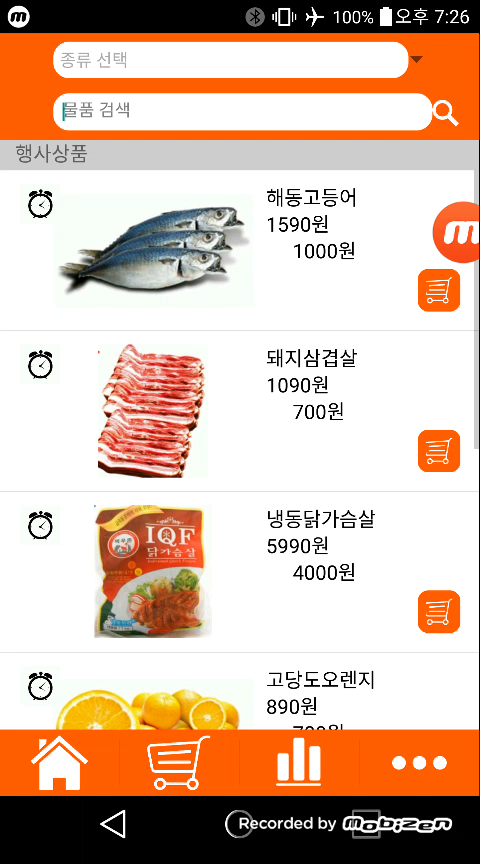 100% 오후 7:26
종류 선택
물품 검색
행사상품
해동고등어
1590원
1000원
돼지삼겹살
1090원
700원
IQF
닭가슴살
냉동닭가슴살
5990원
4000원
고당도오렌지
890원
Recorded by Mobizen